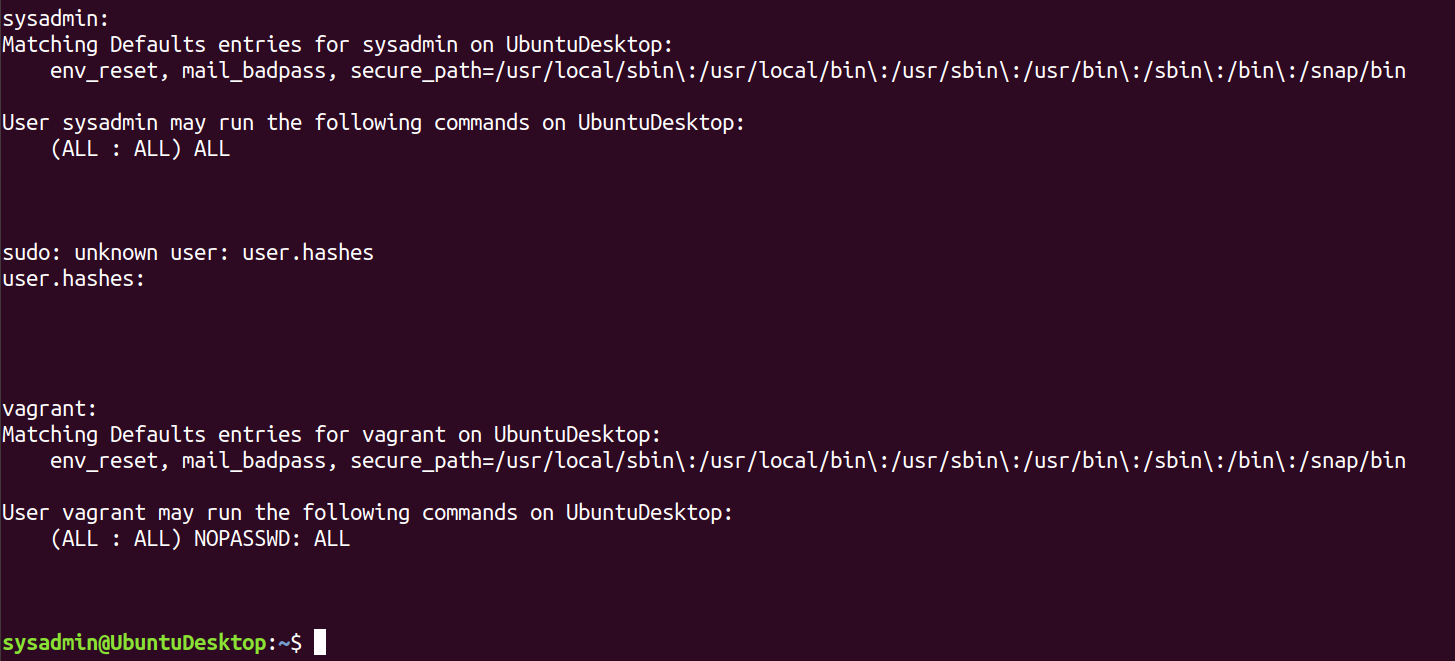 sysadmin:
Matching Defaults entries for sysadmin on UbuntuDesktop:
env_reset, mail_badpass, secure_path=/usr/local/sbin\:/usr/local/bin\:/usr/sbin\:/usr/bin\:/sbin\:/bin\:/snap/bin
User sysadmin may run the following commands on UbuntuDesktop:
(ALL : ALL) ALL
sudo: unknown user: user.hashes
user.hashes:
vagrant:
Matching Defaults entries for vagrant on UbuntuDesktop:
env_reset, mail_badpass, secure_path=/usr/local/sbin\:/usr/local/bin\:/usr/sbin\:/usr/bin\:/sbin\:/bin\:/snap/bin
User vagrant may run the following commands on UbuntuDesktop:
(ALL : ALL) NOPASSWD: ALL
sysadmin@UbuntuDesktop:~$